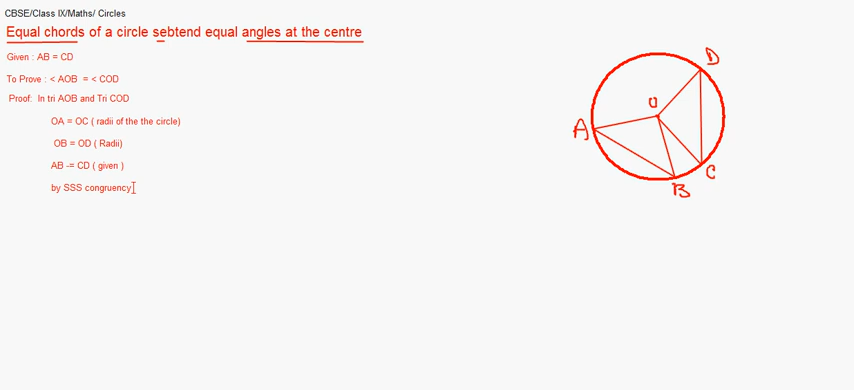 CBSE/Class IX/Maths/ Circles
Equal chords of a circle sebtend equal angles at the centre
Given : AB = CD
To Prove : < AOB = < COD
Proof: In tri AOB and Tri COD
OA = OC ( radii of the the circle)
OB = OD ( Radii)
AB -= CD ( given )
by SSS congruency
D
O
A
C
B